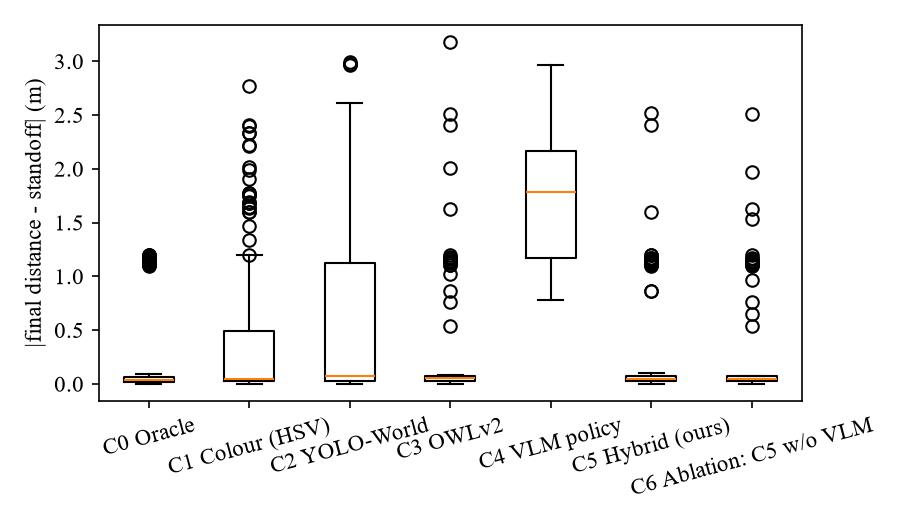 |final distance - standoff| (m)
3.0
2.5
2.0
1.5
1.0
0.5
0.0
C0 Oracle
C1 Colour (HSV)
C2 YOLO-World
C3 OWLv2
C4 VLM policy
C5 Hybrid (ours)
C6 Ablation: C5 w/o VLM